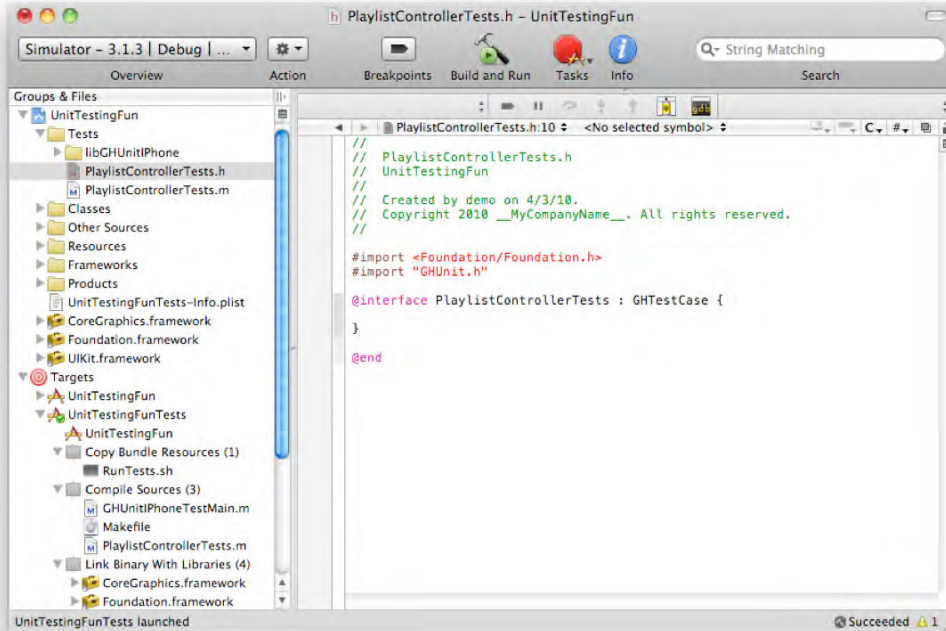 PlaylistControllerTests.h - UnitTestingFun
Simulator - 3.1.3 | Debug | ...
String Matching
Overview
Action
Breakpoints
Build and Run
Tasks
Info
Search
Groups & Files
UnitTestingFun
Tests
libGHUnitIPhone
PlaylistControllerTests.h
PlaylistControllerTests.m
Classes
Other Sources
Resources
Frameworks
Products
UnitTestingFunTests-Info.plist
CoreGraphics.framework
Foundation.framework
UIKit.framework
Targets
UnitTestingFun
UnitTestingFunTests
UnitTestingFun
Copy Bundle Resources (1)
RunTests.sh
Compile Sources (3)
GHUnitIPhoneTestMain.m
Makefile
PlaylistControllerTests.m
Link Binary With Libraries (4)
CoreGraphics.framework
Foundation.framework
gdb
PlaylistControllerTests.h:10 <No selected symbol> C, #,
//
// PlaylistControllerTests.h
// UnitTestingFun
//
// Created by demo on 4/3/10.
// Copyright 2010 __MyCompanyName__. All rights reserved.
//
#import <Foundation/Foundation.h>
#import "GHUnit.h"
@interface PlaylistControllerTests : GHTestCase {
}
@end
UnitTestingFunTests launched
Succeeded 1